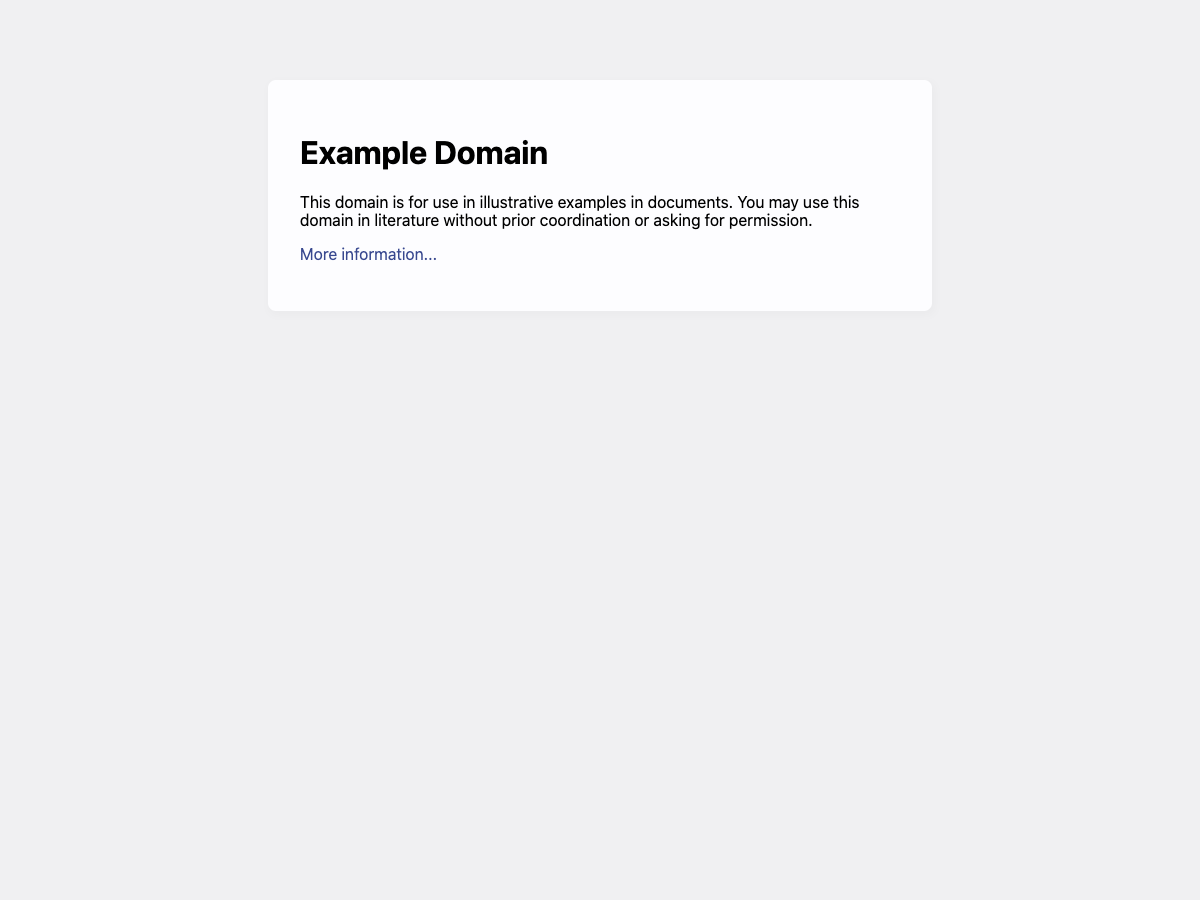 Example Domain
This domain is for use in illustrative examples in documents. You may use this
domain in literature without prior coordination or asking for permission.
More information...